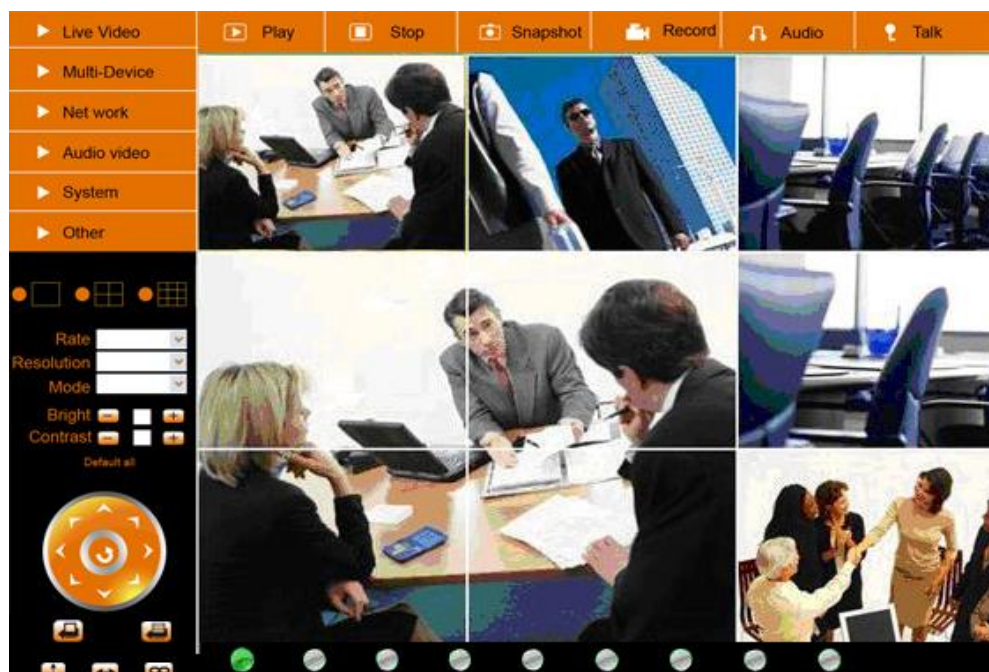 Live Video
Play
Stop
Snapshot
Record
Audio
Talk
Multi-Device
Net work
Audio video
System
Other
Rate
Resolution
Mode
Bright
Contrast
Default all